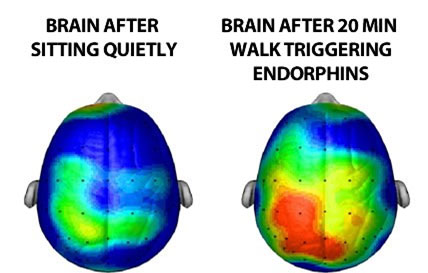 BRAIN AFTER
SITTING QUIETLY
BRAIN AFTER 20 MIN
WALK TRIGGERING
ENDORPHINS